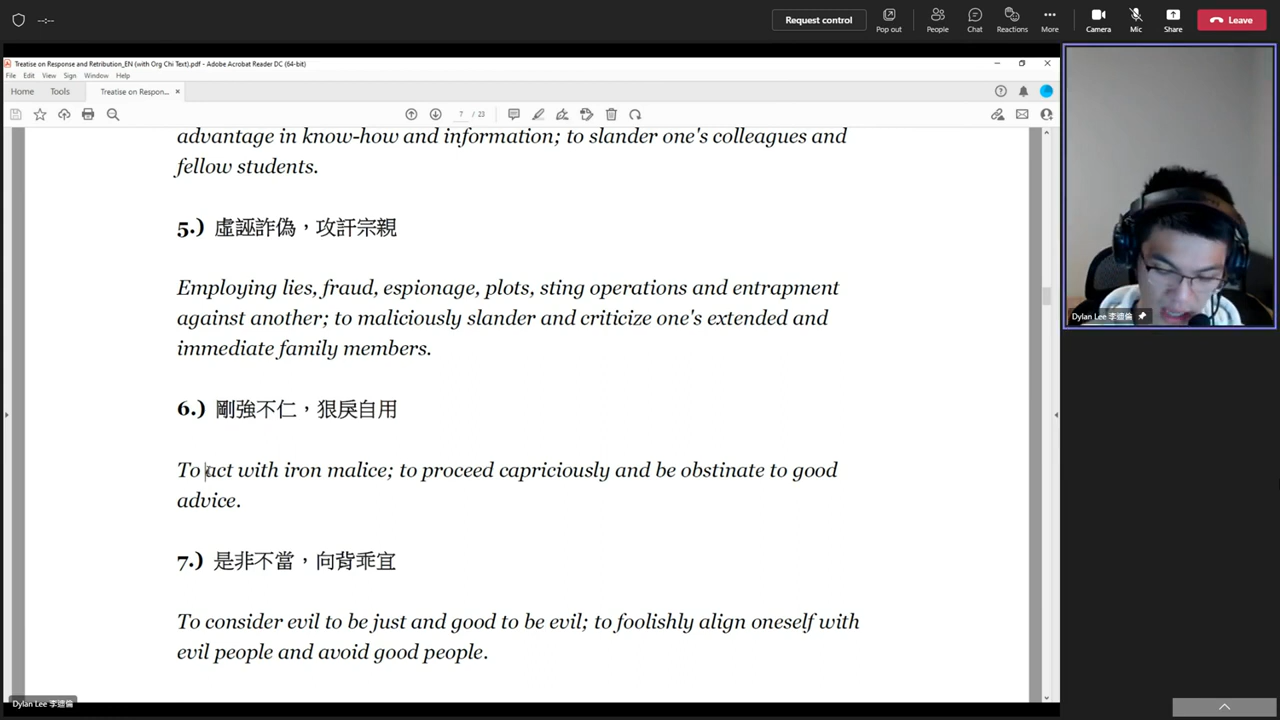 --:--
Request control
Pop out
People
Chat
Reactions
More
Camera
Mic
Share
Leave
Treatise on Response and Retribution_EN (with Org Chi Text).pdf - Adobe Acrobat Reader DC (64-bit)
File Edit View Sign Window Help
Home Tools Treatise on Respon... ×
7 / 23
advantage in know-how and information; to slander one's colleagues and
fellow students.
5.) 虛誣詐偽，攻訐宗親
Employing lies, fraud, espionage, plots, sting operations and entrapment
against another; to maliciously slander and criticize one's extended and
immediate family members.
6.) 剛強不仁，狠戾自用
To act with iron malice; to proceed capriciously and be obstinate to good
advice.
7.) 是非不當，向背乖宜
To consider evil to be just and good to be evil; to foolishly align oneself with
evil people and avoid good people.
Dylan Lee 李迪倫
Dylan Lee 李迪倫